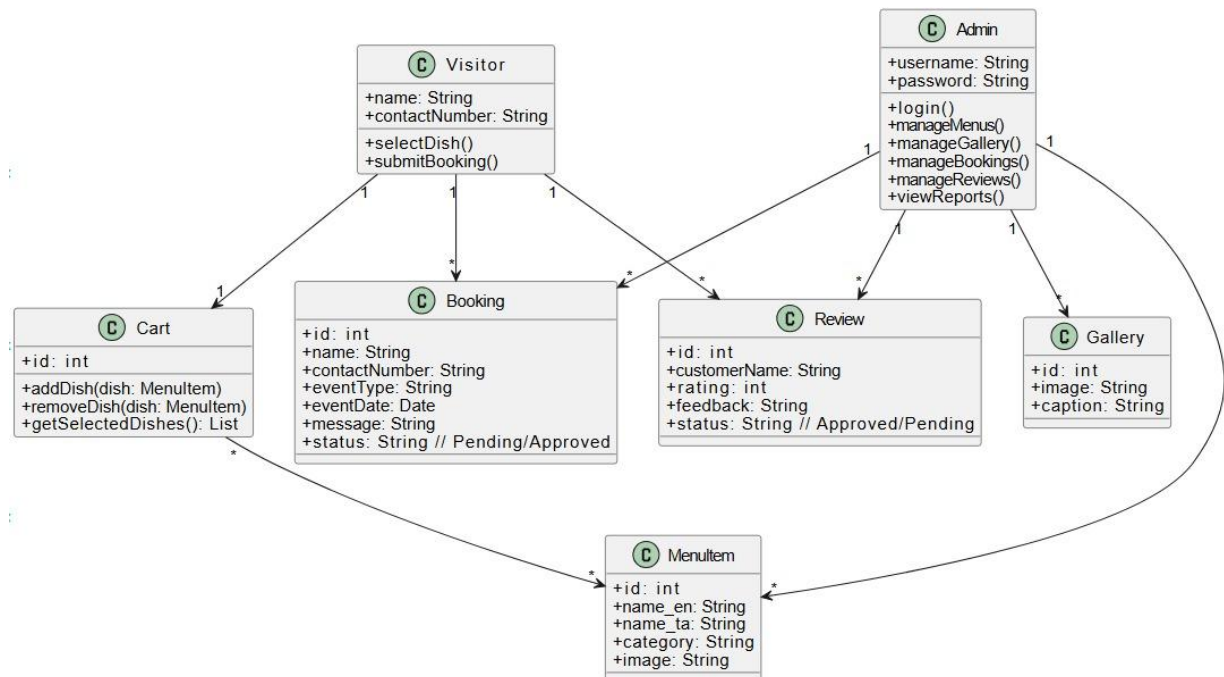 C Visitor
+name: String
+contactNumber: String
+selectDish()
+submitBooking()
C Admin
+username: String
+password: String
+login()
+manageMenus()
+manageGallery()
+manageBookings()
+manageReviews()
+viewReports()
1
1
1
1
1
1
1
1
*
*
*
*
*
C Cart
+id: int
+addDish(dish: MenuItem)
+removeDish(dish: MenuItem)
+getSelectedDishes(): List
C Booking
+id: int
+name: String
+contactNumber: String
+eventType: String
+eventDate: Date
+message: String
+status: String // Pending/Approved
C Review
+id: int
+customerName: String
+rating: int
+feedback: String
+status: String // Approved/Pending
C Gallery
+id: int
+image: String
+caption: String
*
*
*
C MenuItem
+id: int
+name_en: String
+name_ta: String
+category: String
+image: String